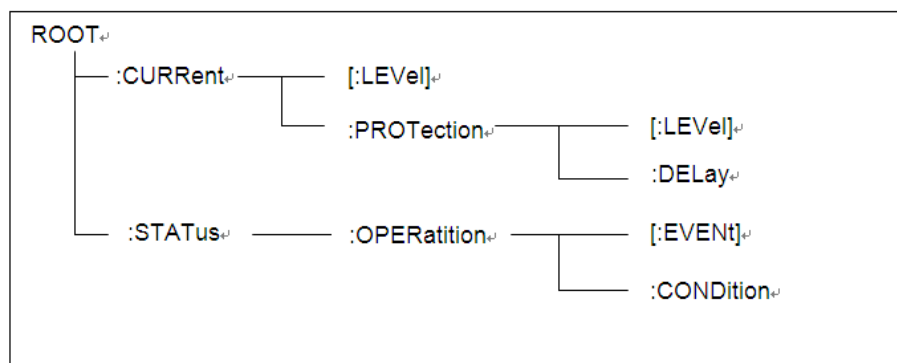 ROOT↵
:CURRent↵ [:LEVel]↵
:PROTection↵ [:LEVel]↵
:DELay↵
:STATus↵ :OPERatition↵ [:EVENt]↵
:CONDition↵